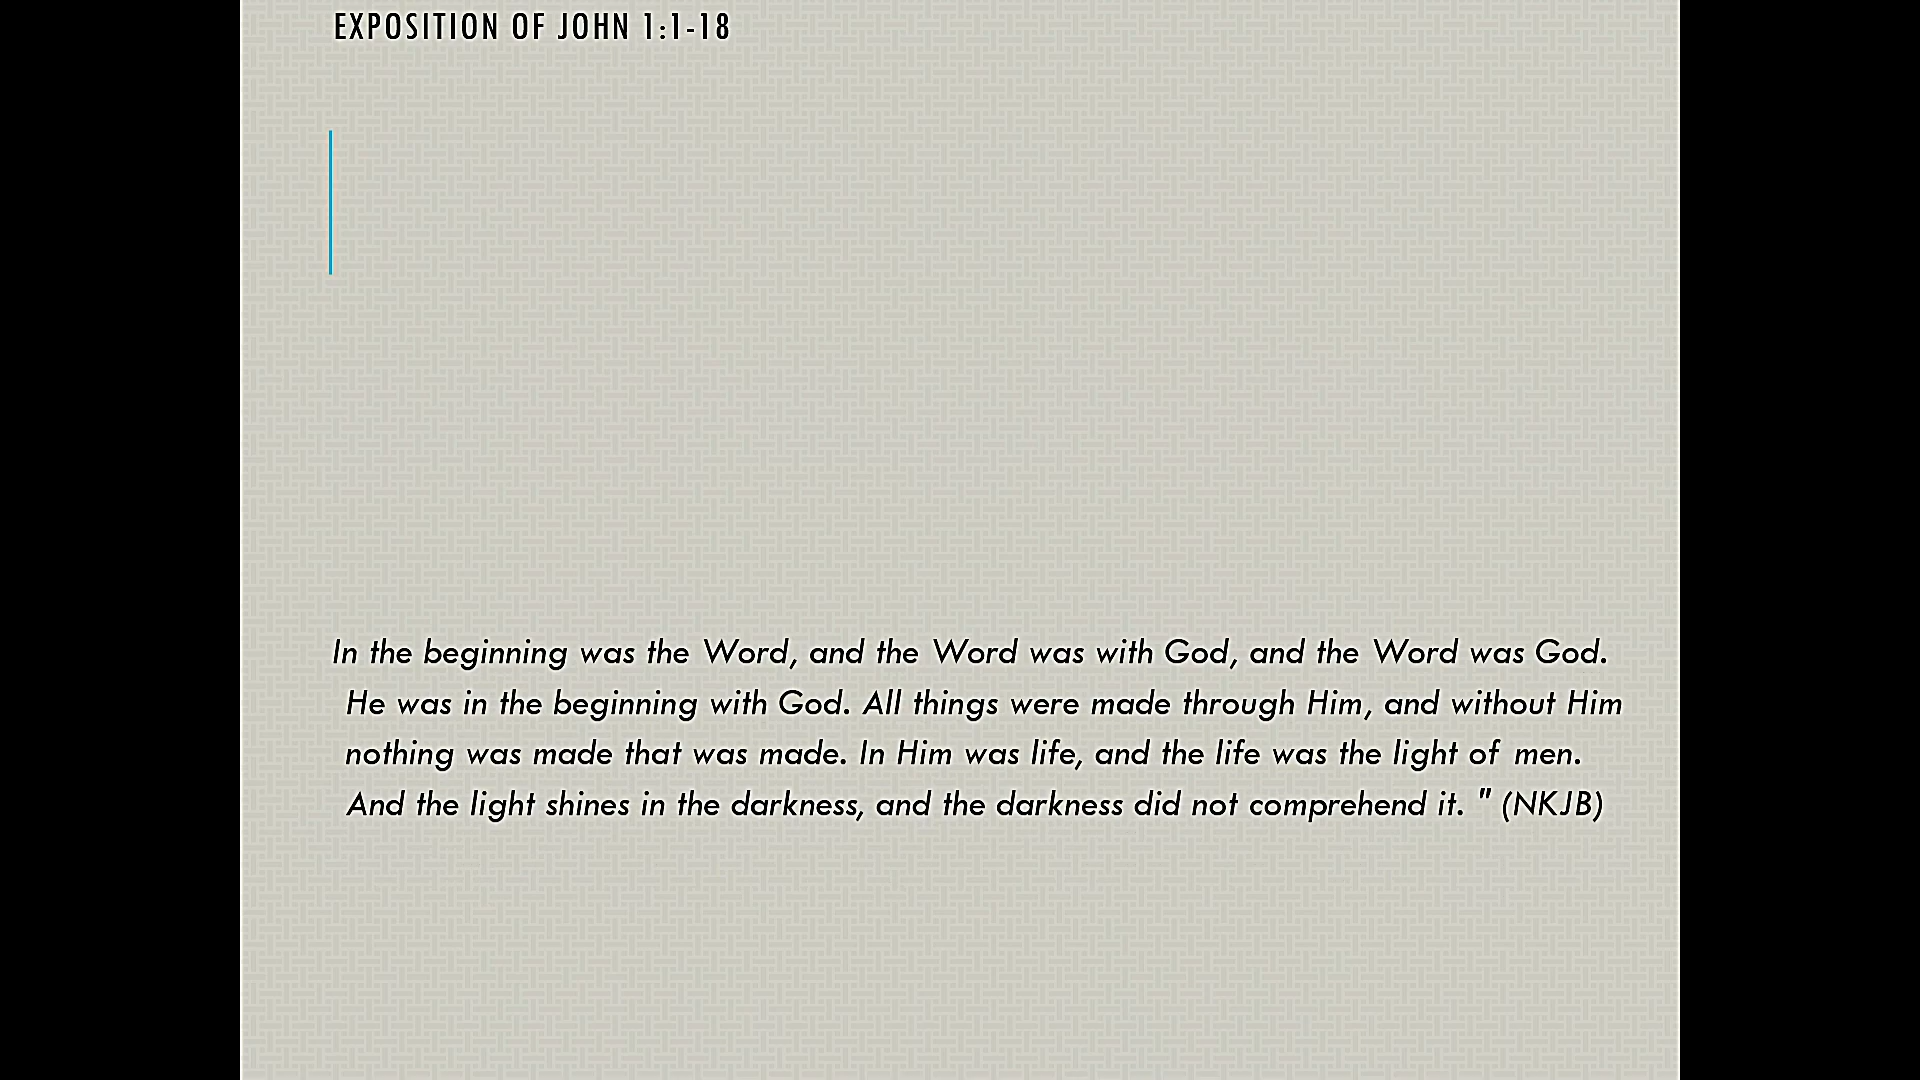 EXPOSITION OF JOHN 1:1-18
In the beginning was the Word, and the Word was with God, and the Word was God.
He was in the beginning with God. All things were made through Him, and without Him
nothing was made that was made. In Him was life, and the life was the light of men.
And the light shines in the darkness, and the darkness did not comprehend it. " (NKJB)